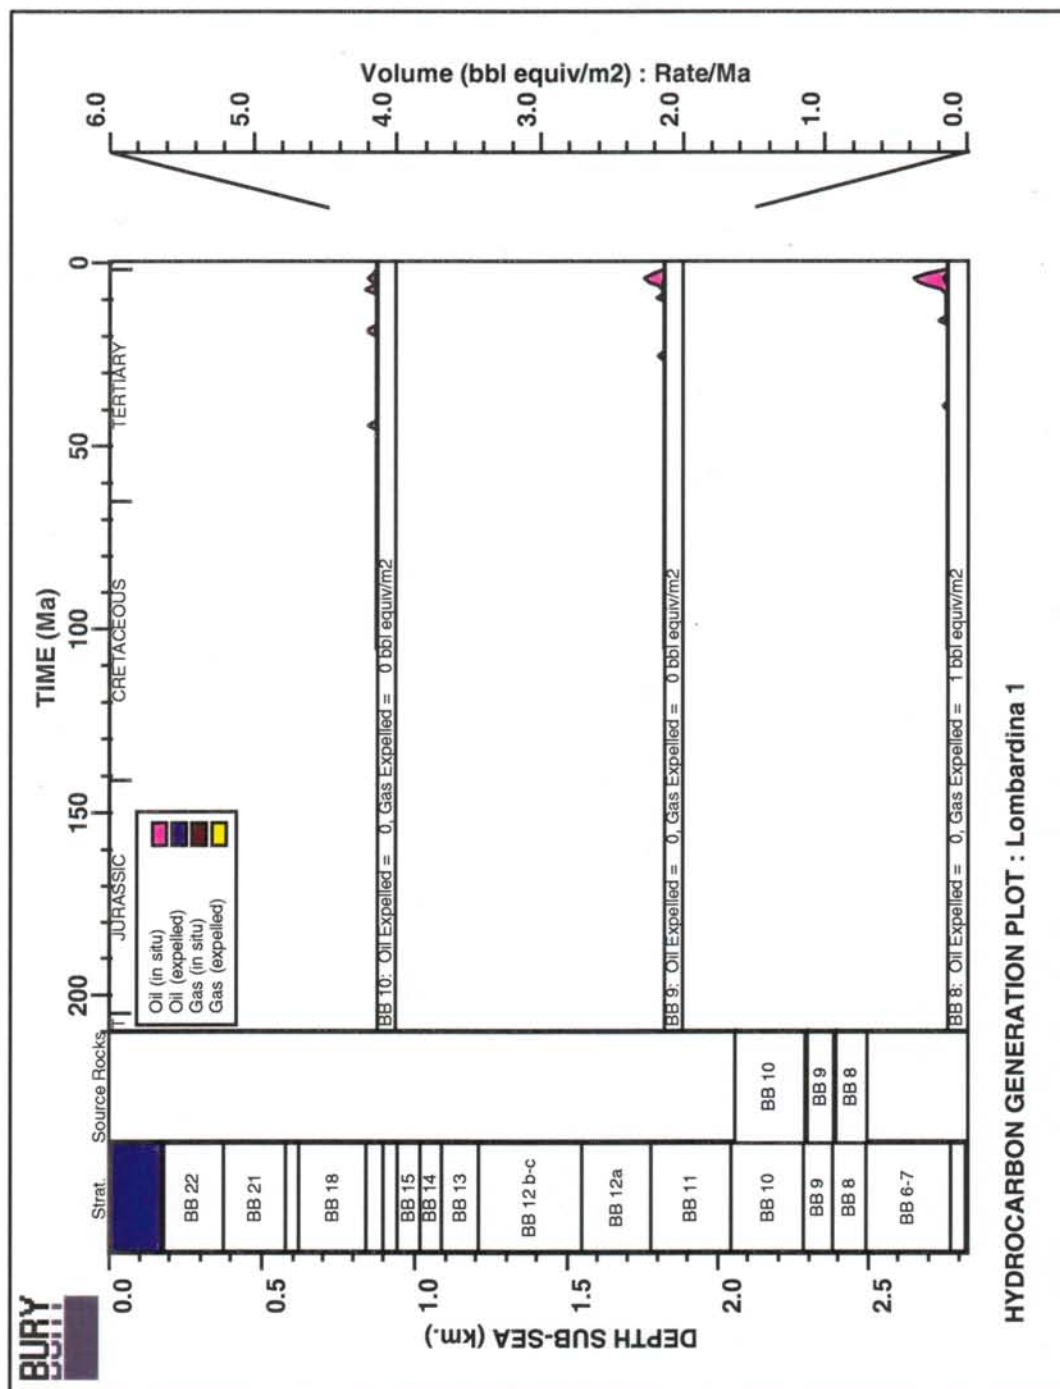 BURY
TIME (Ma)
200
150
100
50
0
T
JURASSIC
CRETACEOUS
TERTIARY
Strat.
Source Rocks
DEPTH SUB-SEA (km.)
0.0
0.5
1.0
1.5
2.0
2.5
BB 22
BB 21
BB 18
BB 15
BB 14
BB 13
BB 12 b-c
BB 12a
BB 11
BB 10
BB 9
BB 8
BB 6-7
BB 10
BB 9
BB 8
Oil (in situ)
Oil (expelled)
Gas (in situ)
Gas (expelled)
BB 10: Oil Expelled = 0, Gas Expelled = 0 bbl equiv/m2
BB 9: Oil Expelled = 0, Gas Expelled = 0 bbl equiv/m2
BB 8: Oil Expelled = 0, Gas Expelled = 1 bbl equiv/m2
Volume (bbl equiv/m2) : Rate/Ma
6.0
5.0
4.0
3.0
2.0
1.0
0.0
HYDROCARBON GENERATION PLOT : Lombardina 1